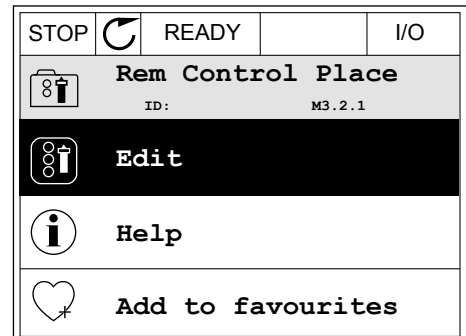 STOP READY I/O
Rem Control Place
ID: M3.2.1
Edit
Help
Add to favourites